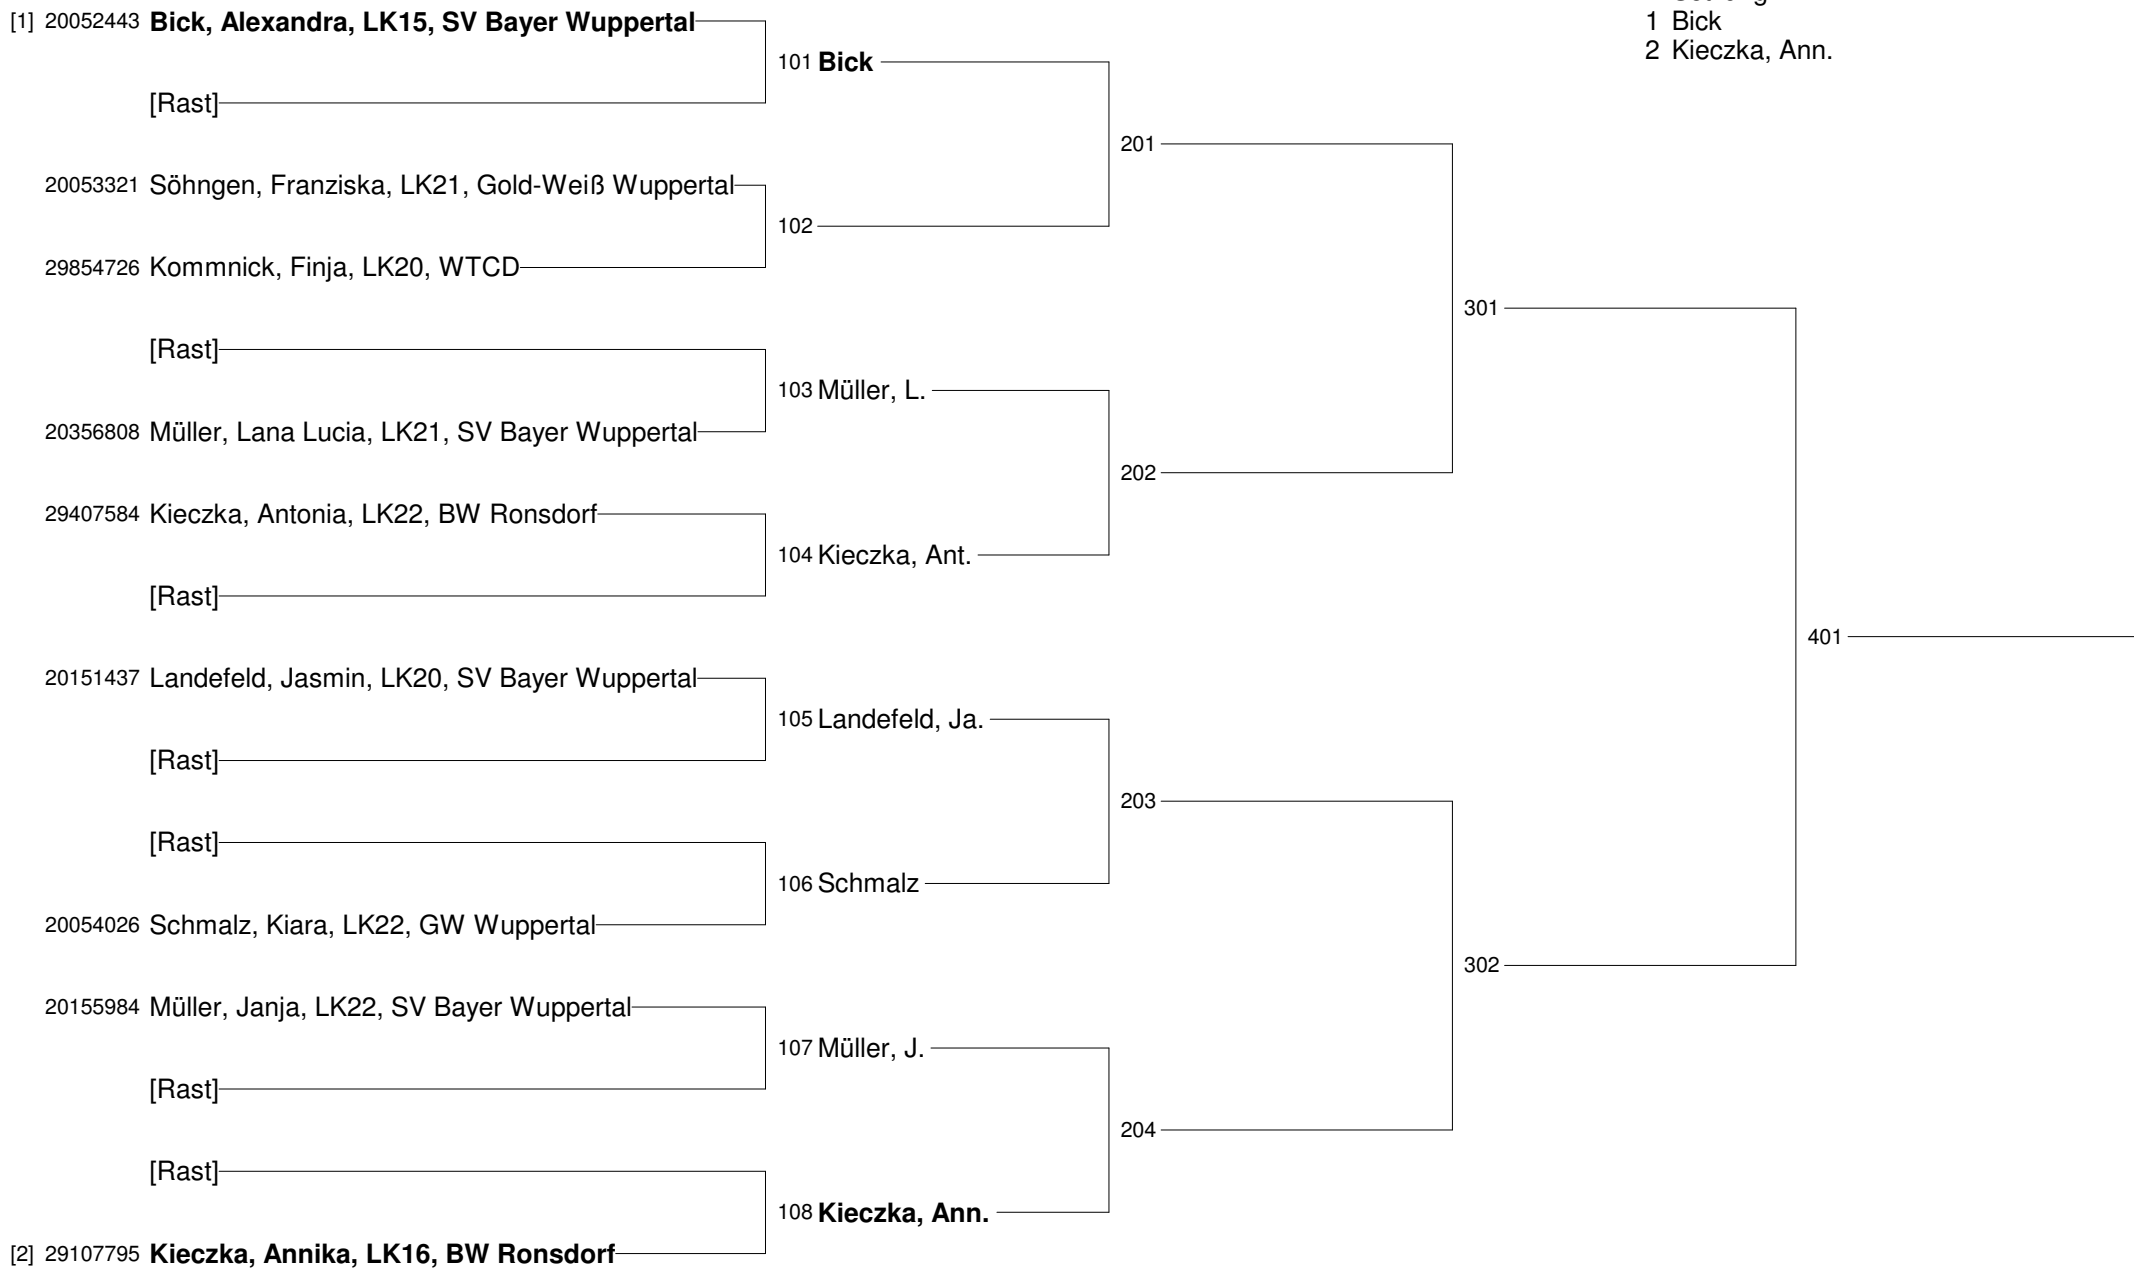 [1] 20052443 Bick, Alexandra, LK15, SV Bayer Wuppertal
1 Bick
2 Kieczka, Ann.
101 Bick
[Rast]
201
20053321 Söhngen, Franziska, LK21, Gold-Weiß Wuppertal
102
29854726 Kommnick, Finja, LK20, WTCD
301
[Rast]
103 Müller, L.
20356808 Müller, Lana Lucia, LK21, SV Bayer Wuppertal
202
29407584 Kieczka, Antonia, LK22, BW Ronsdorf
104 Kieczka, Ant.
[Rast]
401
20151437 Landefeld, Jasmin, LK20, SV Bayer Wuppertal
105 Landefeld, Ja.
[Rast]
203
[Rast]
106 Schmalz
20054026 Schmalz, Kiara, LK22, GW Wuppertal
302
20155984 Müller, Janja, LK22, SV Bayer Wuppertal
107 Müller, J.
[Rast]
204
[Rast]
108 Kieczka, Ann.
[2] 29107795 Kieczka, Annika, LK16, BW Ronsdorf